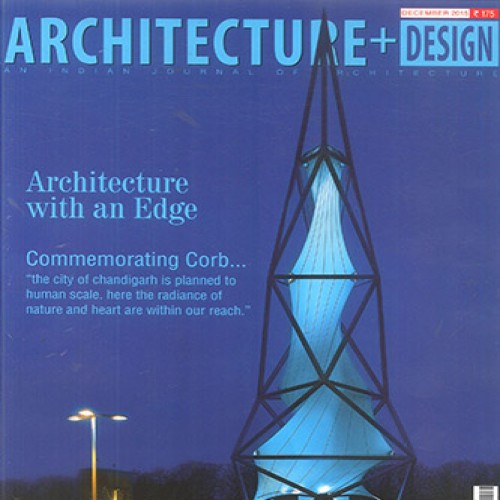 DECEMBER 2015 ₹ 175
ARCHITECTURE+DESIGN
AN INDIAN JOURNAL OF ARCHITECTURE
Architecture
with an Edge
Commemorating Corb...
"the city of chandigarh is planned to
human scale. here the radiance of
nature and heart are within our reach."